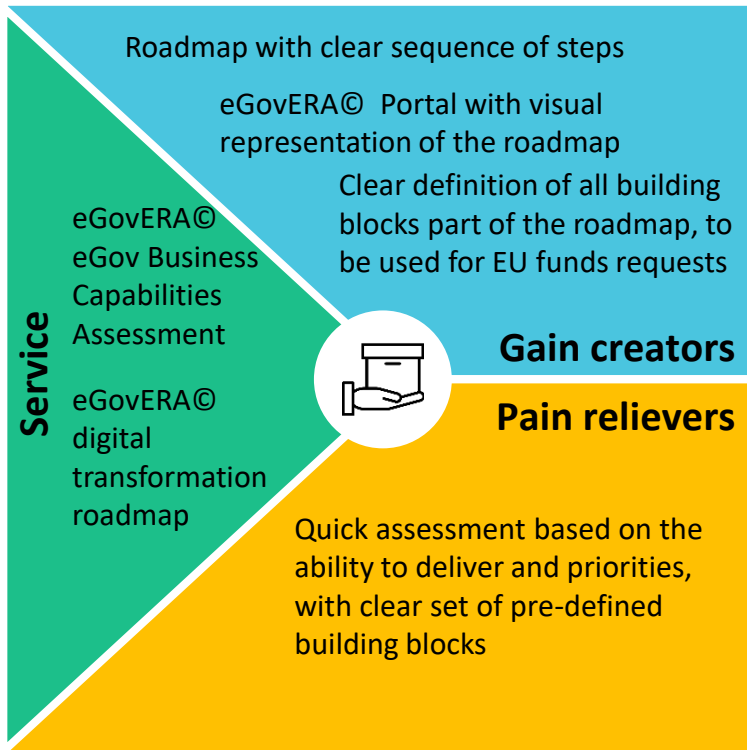 Roadmap with clear sequence of steps
eGovERA© Portal with visual
representation of the roadmap
Clear definition of all building
blocks part of the roadmap, to
be used for EU funds requests
Gain creators
Service
eGovERA©
eGov Business
Capabilities
Assessment
eGovERA©
digital
transformation
roadmap
Pain relievers
Quick assessment based on the
ability to deliver and priorities,
with clear set of pre-defined
building blocks